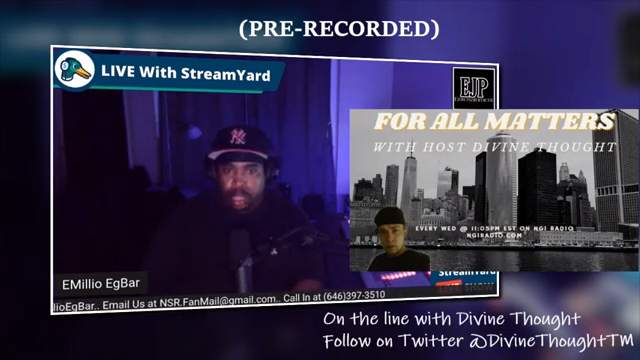 (PRE-RECORDED)
LIVE With StreamYard
EJP
FOR ALL MATTERS
WITH HOST DIVINE THOUGHT
EVERY WED @ 11:05PM EST ON NGI RADIO
NGIRADIO.COM
EMillio EgBar
StreamYard
lioEgBar.. Email Us at NSR.FanMail@gmail.com.. Call In at (646)397-3510
On the line with Divine Thought
Follow on Twitter @DivineThoughtTM